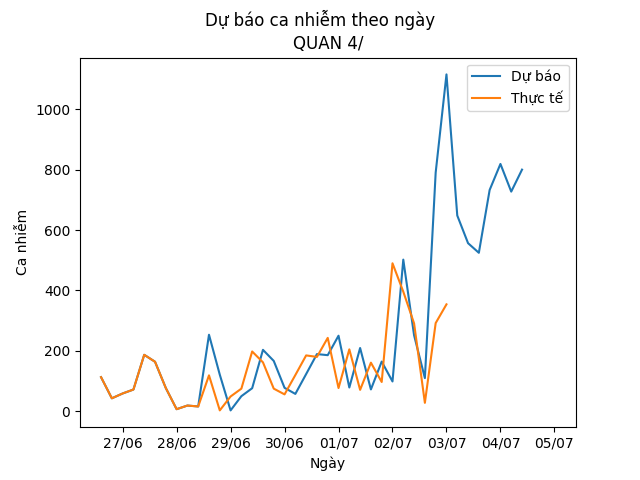 Dự báo ca nhiễm theo ngày
QUAN 4/
Dự báo
Thực tế
1000
800
600
400
200
0
Ca nhiễm
27/06 28/06 29/06 30/06 01/07 02/07 03/07 04/07 05/07
Ngày